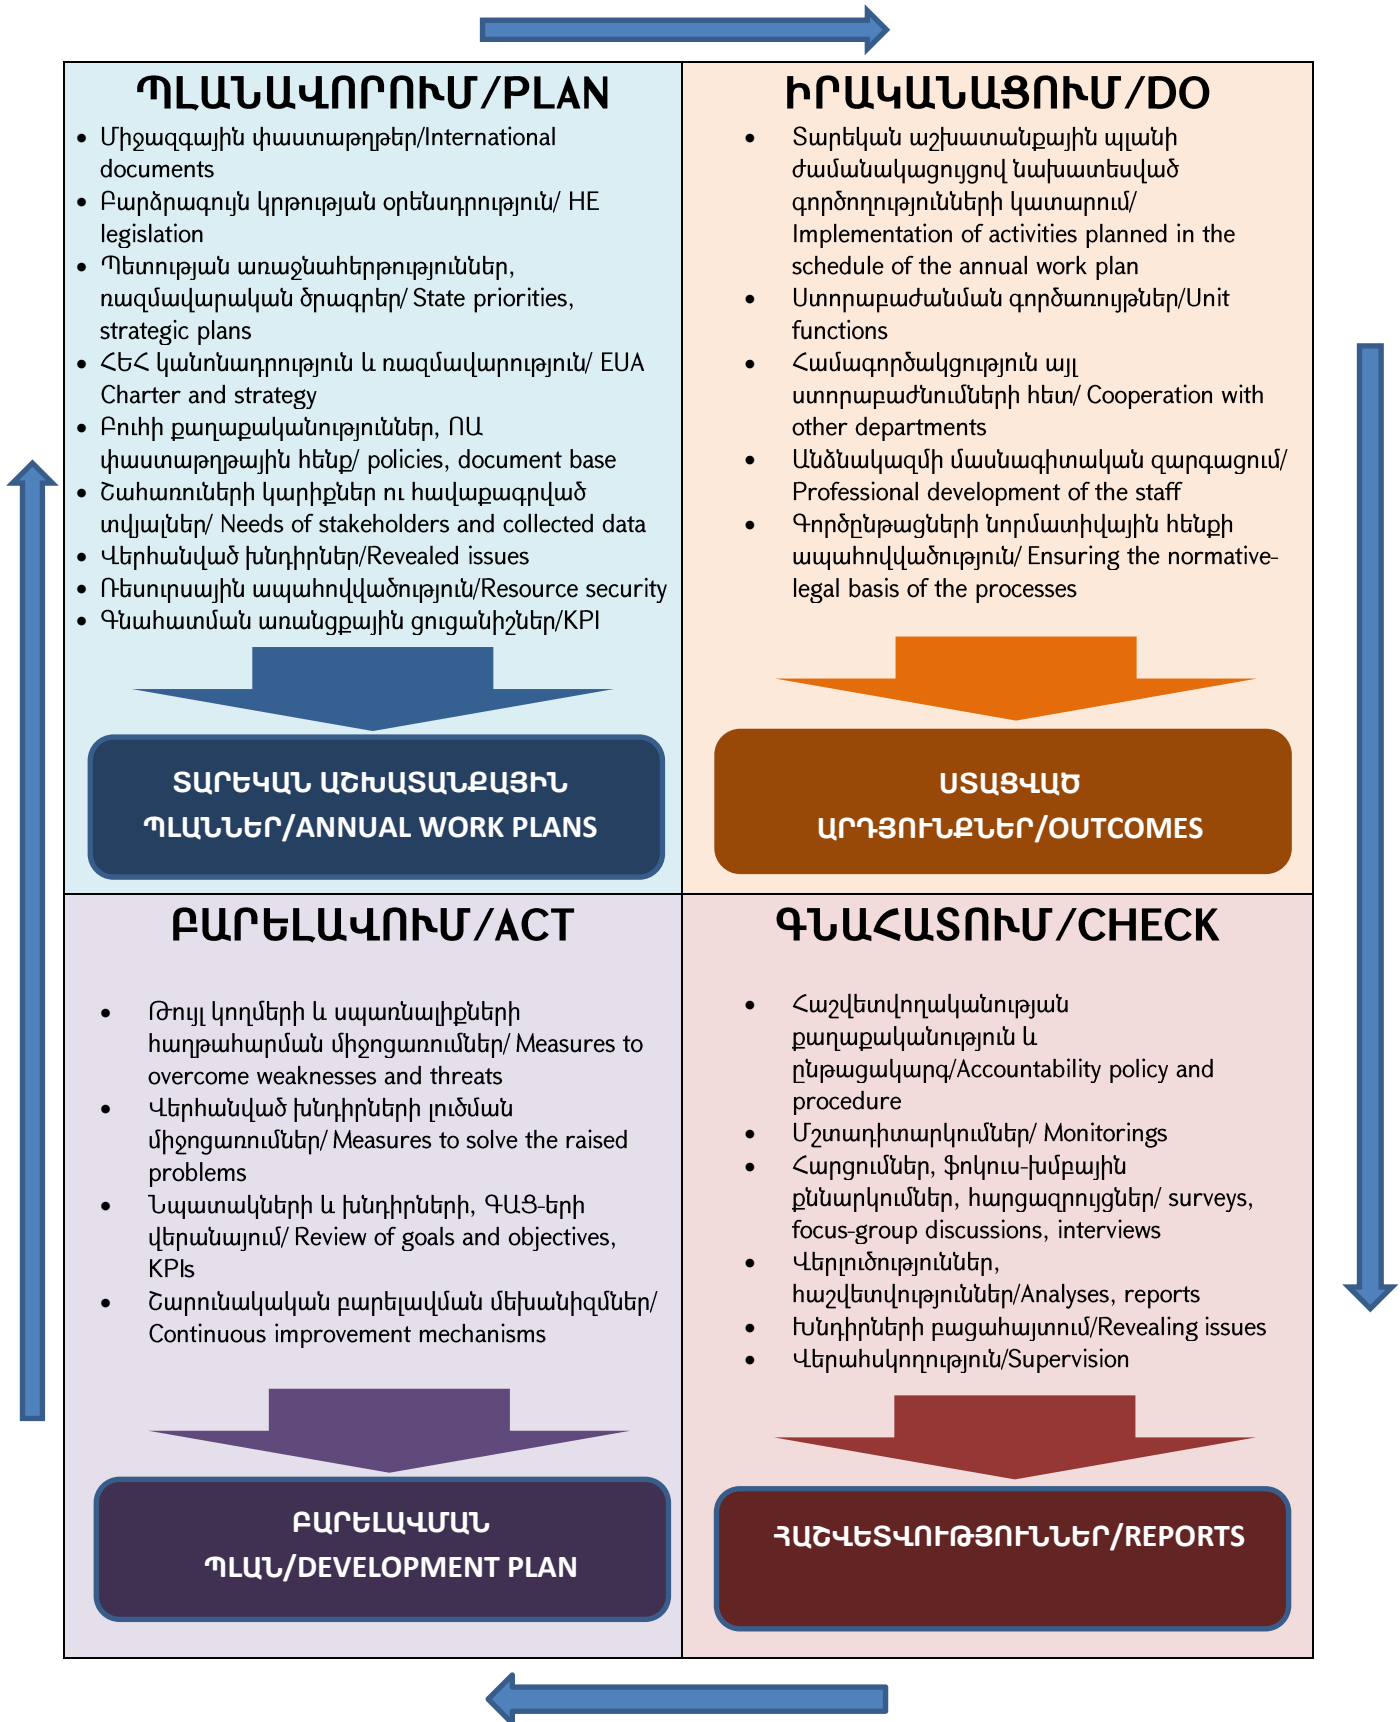 ՊԼԱՆԱՎՈՐՈՒՄ/PLAN
• Միջազգային փաստաթղթեր/International
documents
• Բարձրագույն կրթության օրենսդրություն/ HE
legislation
• Պետության առաջնահերթություններ,
ռազմավարական ծրագրեր/ State priorities,
strategic plans
• ՀԵՀ կանոնադրություն և ռազմավարություն/ EUA
Charter and strategy
• Բուհի քաղաքականություններ, ՈԱ
փաստաթղթային հենք/ policies, document base
• Շահառուների կարիքներ ու հավաքագրված
տվյալներ/ Needs of stakeholders and collected data
• Վերհանված խնդիրներ/Revealed issues
• Ռեսուրսային ապահովվածություն/Resource security
• Գնահատման առանցքային ցուցանիշներ/KPI
ՏԱՐԵԿԱՆ ԱՇԽԱՏԱՆՔԱՅԻՆ
ՊԼԱՆՆԵՐ/ANNUAL WORK PLANS
ԻՐԱԿԱՆԱՑՈՒՄ/DO
• Տարեկան աշխատանքային պլանի
ժամանակացույցով նախատեսված
գործողությունների կատարում/
Implementation of activities planned in the
schedule of the annual work plan
• Ստորաբաժանման գործառույթներ/Unit
functions
• Համագործակցություն այլ
ստորաբաժնումների հետ/ Cooperation with
other departments
• Անձնակազմի մասնագիտական զարգացում/
Professional development of the staff
• Գործընթացների նորմատիվային հենքի
ապահովվածություն/ Ensuring the normative-
legal basis of the processes
ՍՏԱՑՎԱԾ
ԱՐԴՅՈՒՆՔՆԵՐ/OUTCOMES
ԲԱՐԵԼԱՎՈՒՄ/ACT
• Թույլ կողմերի և սպառնալիքների
հաղթահարման միջոցառումներ/ Measures to
overcome weaknesses and threats
• Վերհանված խնդիրների լուծման
միջոցառումներ/ Measures to solve the raised
problems
• Նպատակների և խնդիրների, ԳԱՑ-երի
վերանայում/ Review of goals and objectives,
KPIs
• Շարունակական բարելավման մեխանիզմներ/
Continuous improvement mechanisms
ԲԱՐԵԼԱՎՄԱՆ
ՊԼԱՆ/DEVELOPMENT PLAN
ԳՆԱՀԱՏՈՒՄ/CHECK
• Հաշվետվողականության
քաղաքականություն և
ընթացակարգ/Accountability policy and
procedure
• Մշտադիտարկումներ/ Monitorings
• Հարցումներ, ֆոկուս-խմբային
քննարկումներ, հարցազրույցներ/ surveys,
focus-group discussions, interviews
• Վերլուծություններ,
հաշվետվություններ/Analyses, reports
• Խնդիրների բացահայտում/Revealing issues
• Վերահսկողություն/Supervision
ՀԱՇՎԵՏՎՈՒԹՅՈՒՆՆԵՐ/REPORTS